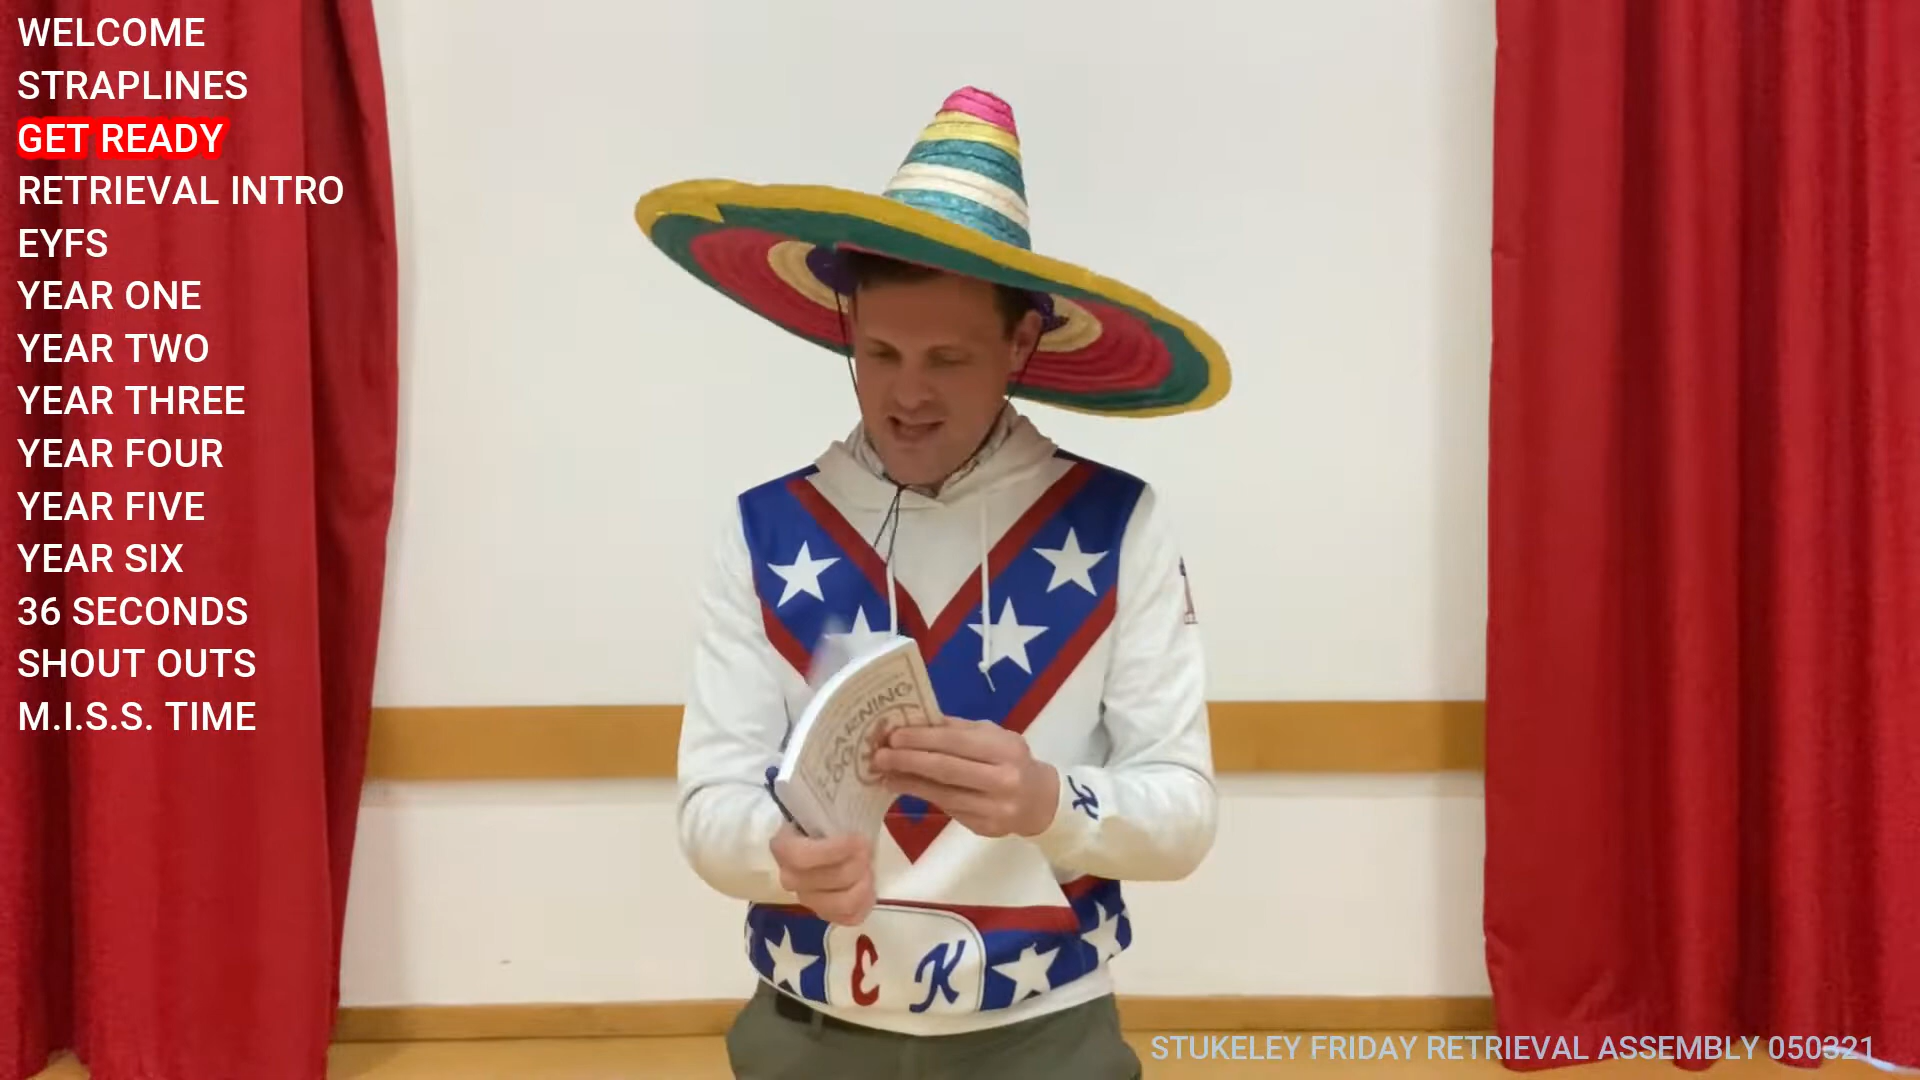 WELCOME
STRAPLINES
GET READY
RETRIEVAL INTRO
EYFS
YEAR ONE
YEAR TWO
YEAR THREE
YEAR FOUR
YEAR FIVE
YEAR SIX
36 SECONDS
SHOUT OUTS
M.I.S.S. TIME
LEARNING
K
E K
STUKELEY FRIDAY RETRIEVAL ASSEMBLY 050321